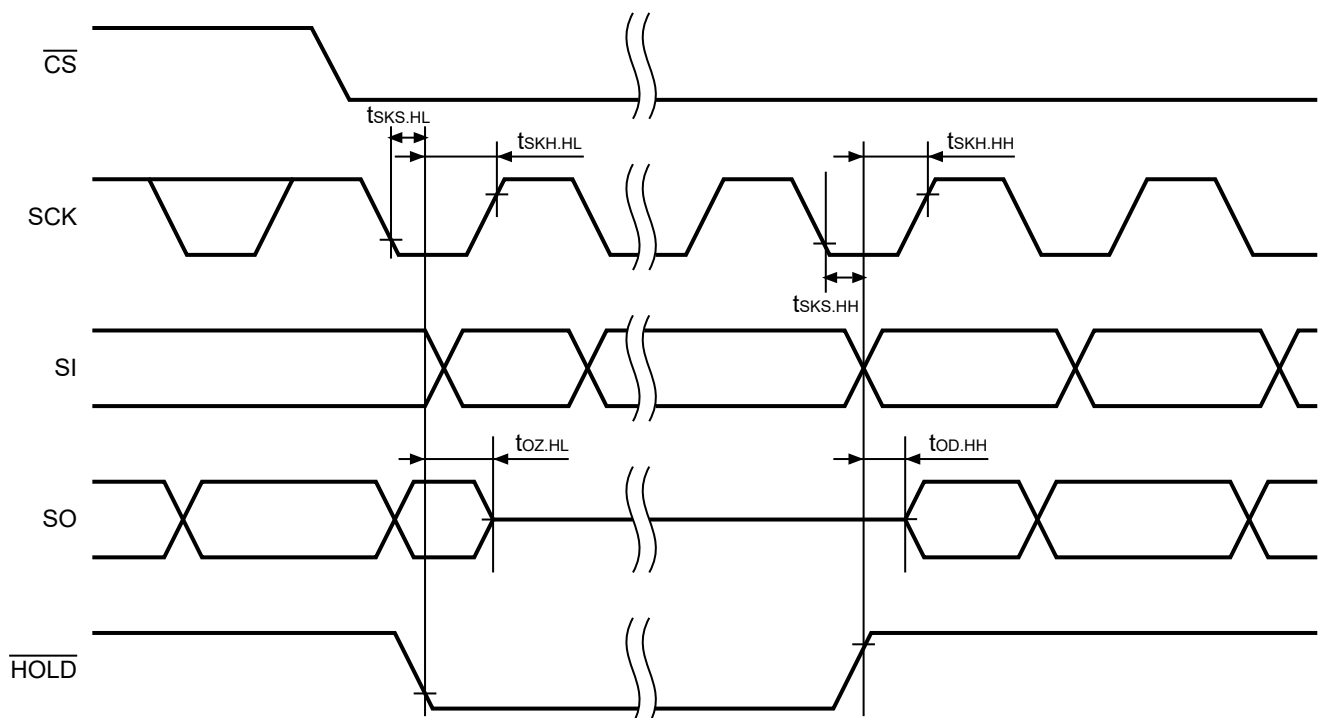 CS
tSKS.HL
tSKH.HL
tSKH.HH
SCK
tSKS.HH
SI
tOZ.HL
tOD.HH
SO
HOLD